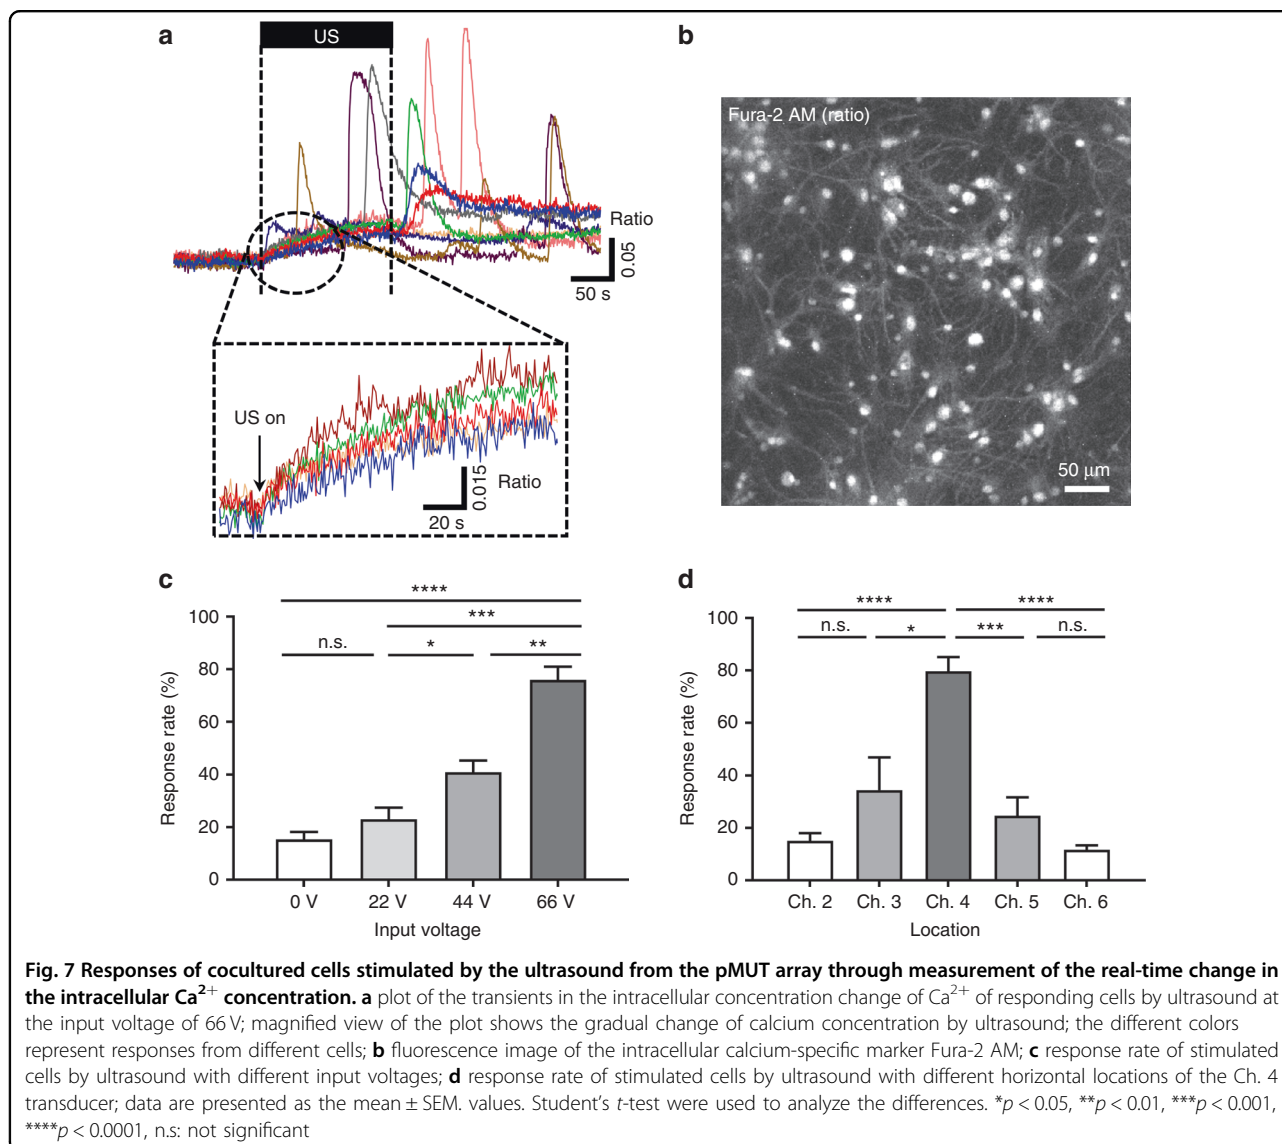 a
US
Ratio
0.05
50 s
US on
Ratio
0.015
20 s
b
Fura-2 AM (ratio)
50 µm
c
****
***
n.s.
*
**
100
80
60
40
20
0
Response rate (%)
0 V 22 V 44 V 66 V
Input voltage
d
**** ****
n.s. * *** n.s.
100
80
60
40
20
0
Response rate (%)
Ch. 2 Ch. 3 Ch. 4 Ch. 5 Ch. 6
Location
Fig. 7 Responses of cocultured cells stimulated by the ultrasound from the pMUT array through measurement of the real-time change in
the intracellular Ca²⁺ concentration. a plot of the transients in the intracellular concentration change of Ca²⁺ of responding cells by ultrasound at
the input voltage of 66 V; magnified view of the plot shows the gradual change of calcium concentration by ultrasound; the different colors
represent responses from different cells; b fluorescence image of the intracellular calcium-specific marker Fura-2 AM; c response rate of stimulated
cells by ultrasound with different input voltages; d response rate of stimulated cells by ultrasound with different horizontal locations of the Ch. 4
transducer; data are presented as the mean ± SEM. values. Student's t-test were used to analyze the differences. *p < 0.05, **p < 0.01, ***p < 0.001,
****p < 0.0001, n.s: not significant